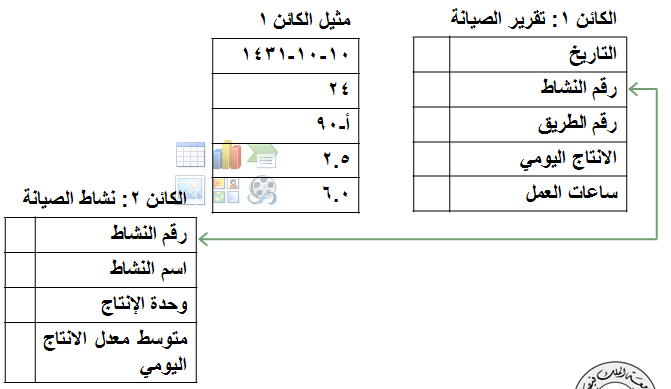 الكائن ١: تقرير الصيانة
التاريخ
رقم النشاط
رقم الطريق
الانتاج اليومي
ساعات العمل
مثيل الكائن ١
١٠-١٠-١٤٣١
٢٤
أ-٩٠
٢.٥
٦.٠
الكائن ٢: نشاط الصيانة
رقم النشاط
اسم النشاط
وحدة الإنتاج
متوسط معدل الانتاج
اليومي